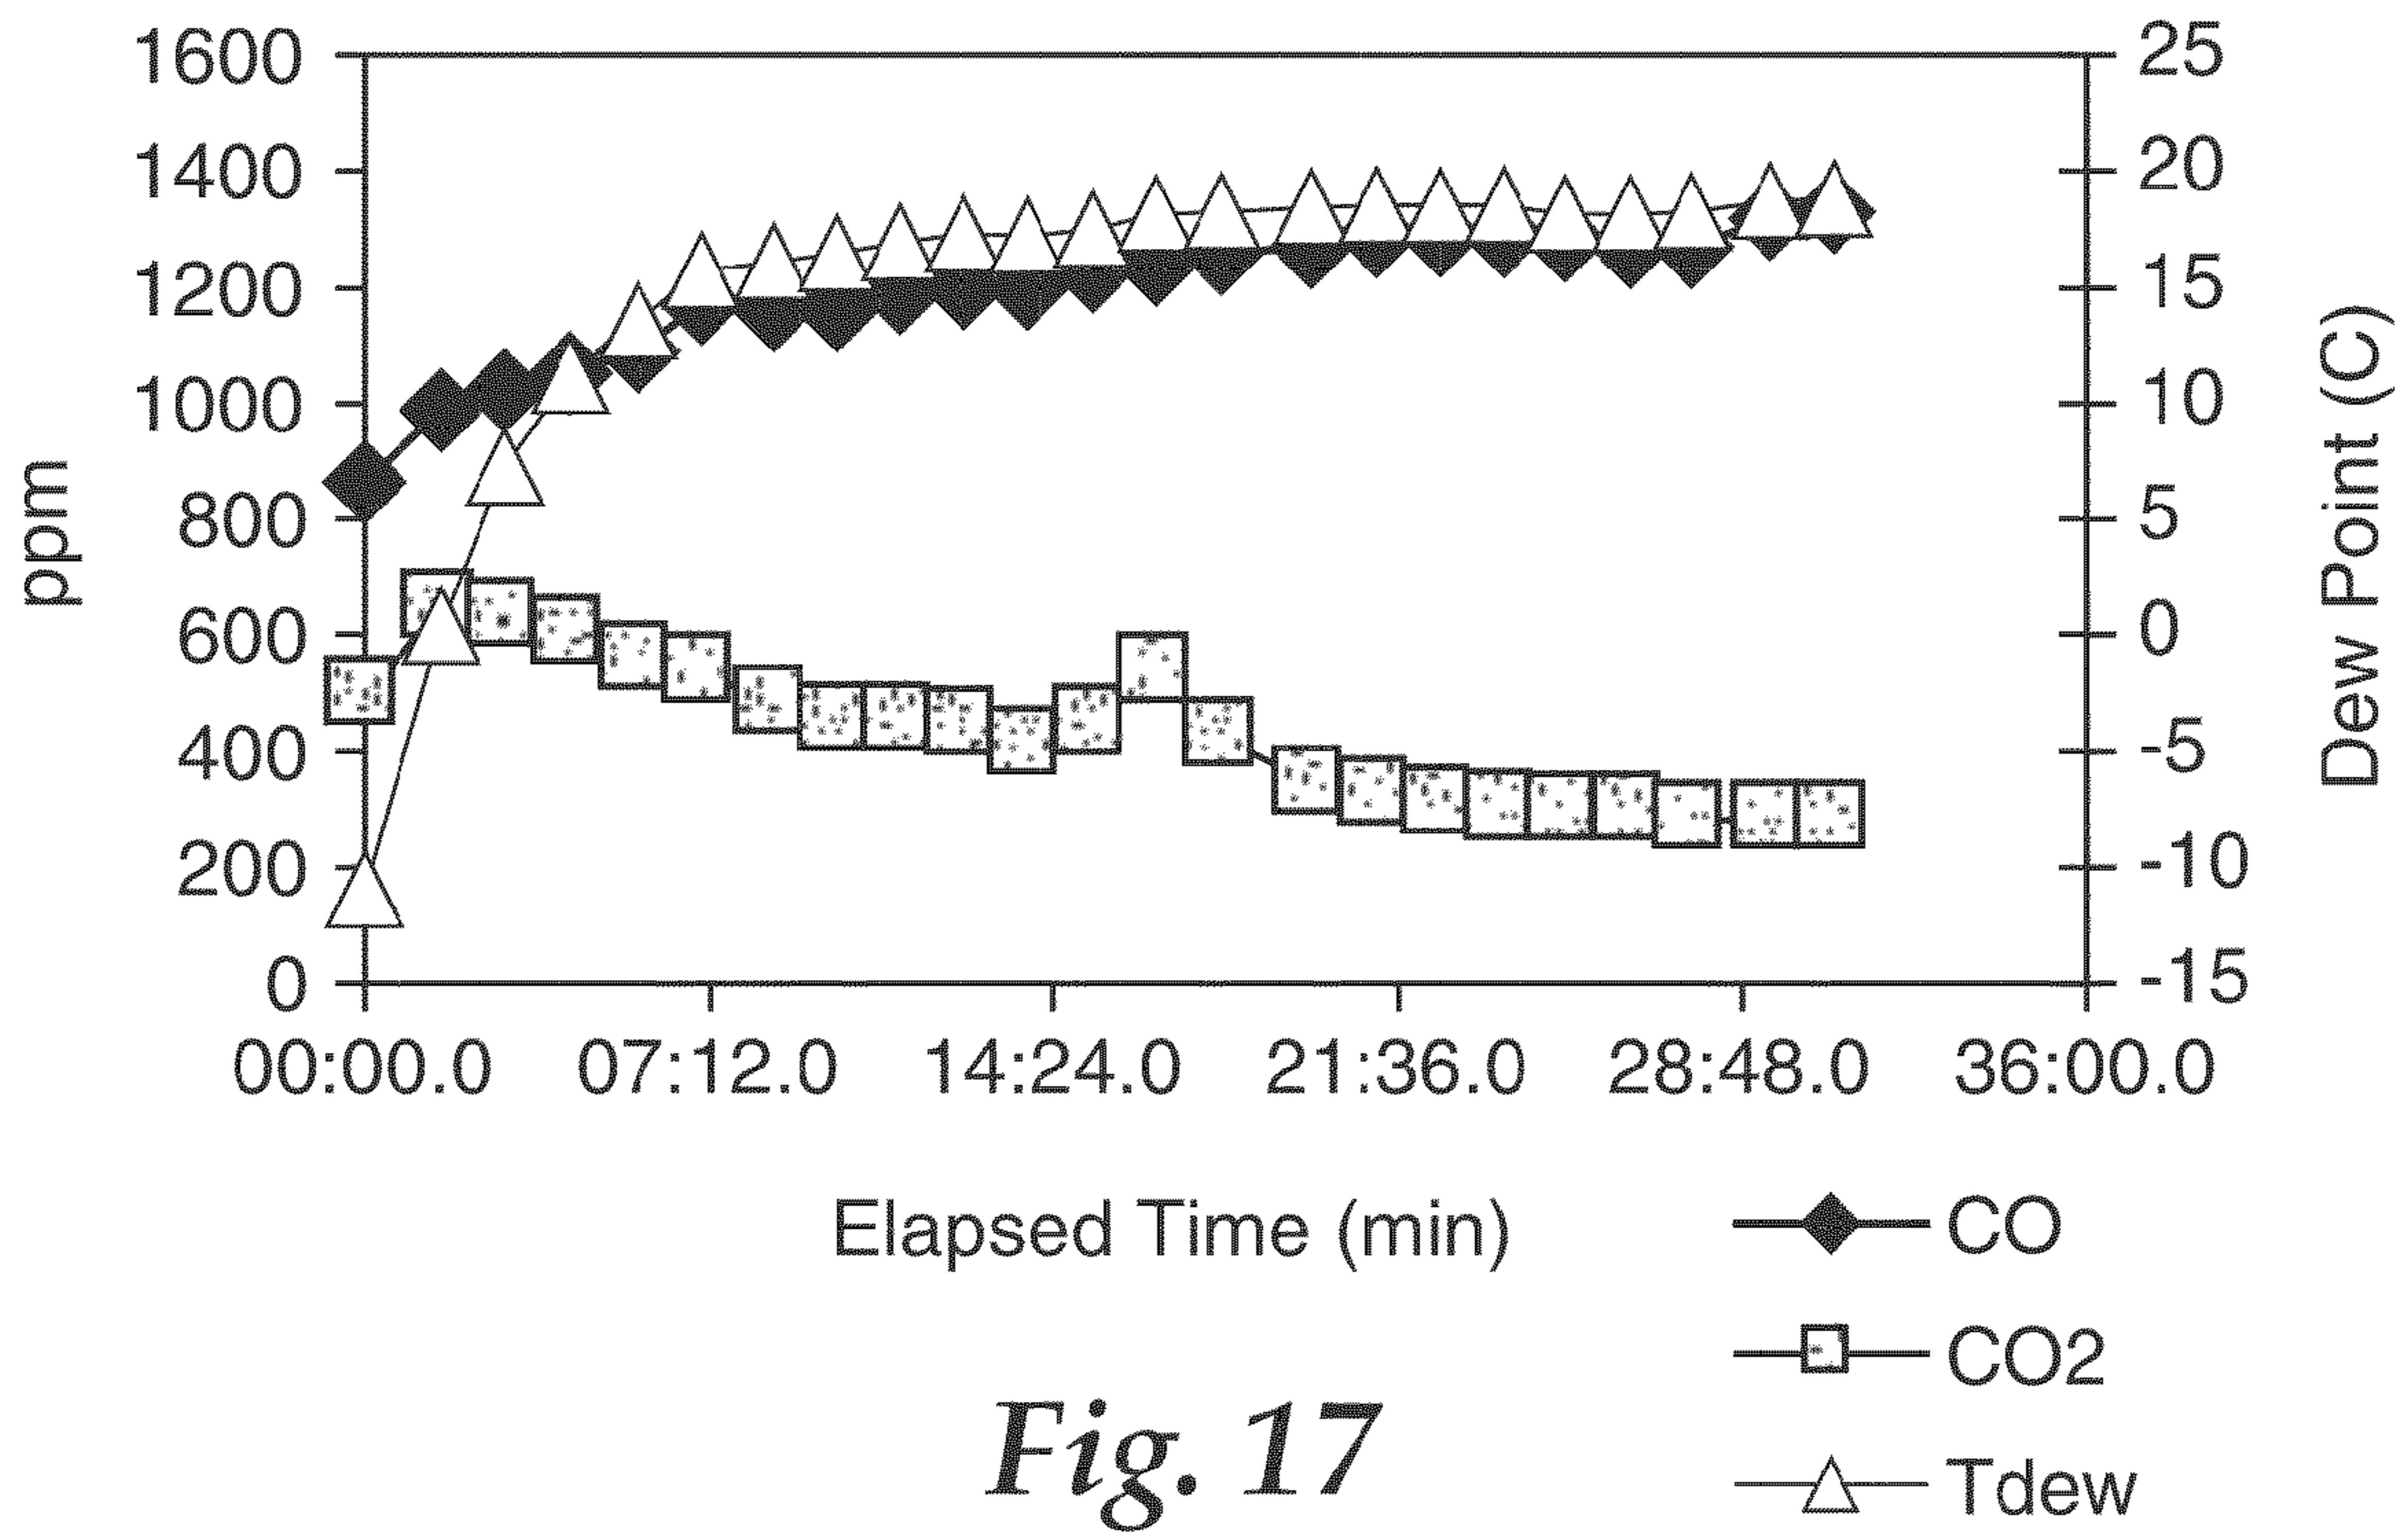 1600
1400
1200
1000
800
600
400
200
0
ppm
25
20
15
10
5
0
-5
-10
-15
Dew Point (C)
00:00.0 07:12.0 14:24.0 21:36.0 28:48.0 36:00.0
Elapsed Time (min)
CO
CO2
Tdew
Fig. 17